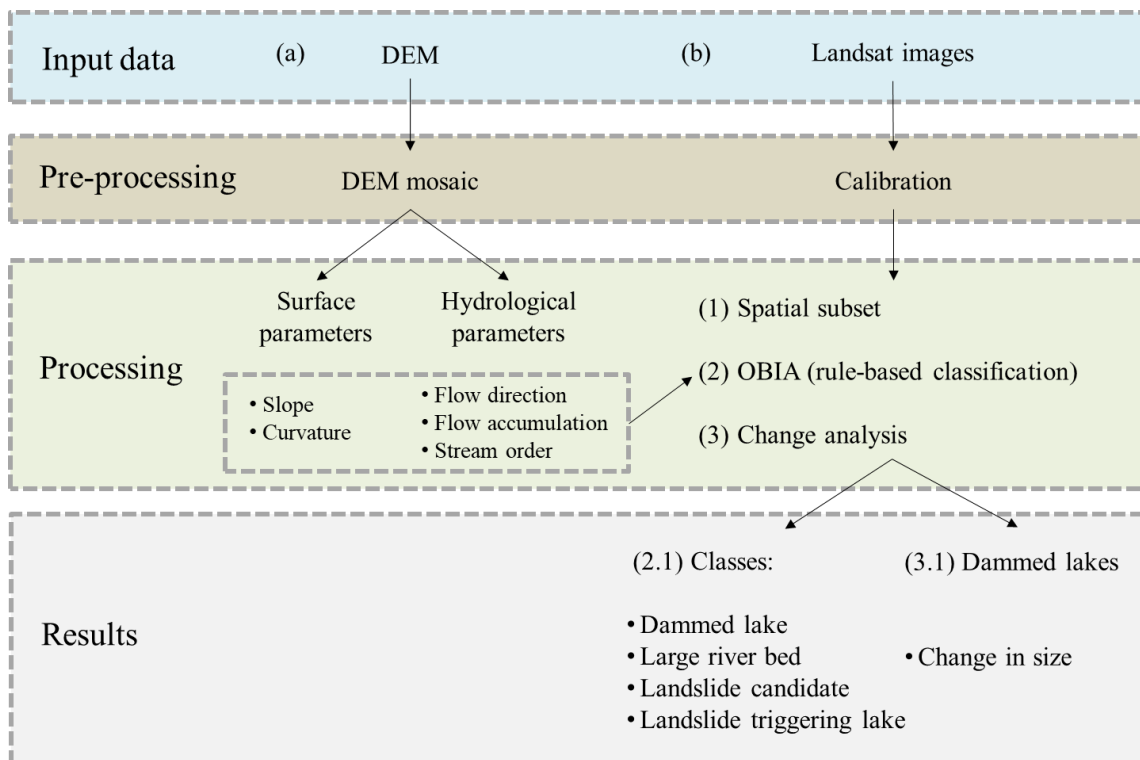 Input data
(a) DEM
(b) Landsat images
Pre-processing
DEM mosaic
Calibration
Processing
Surface
parameters
Hydrological
parameters
• Slope
• Curvature
• Flow direction
• Flow accumulation
• Stream order
(1) Spatial subset
(2) OBIA (rule-based classification)
(3) Change analysis
Results
(2.1) Classes:
• Dammed lake
• Large river bed
• Landslide candidate
• Landslide triggering lake
(3.1) Dammed lakes
• Change in size